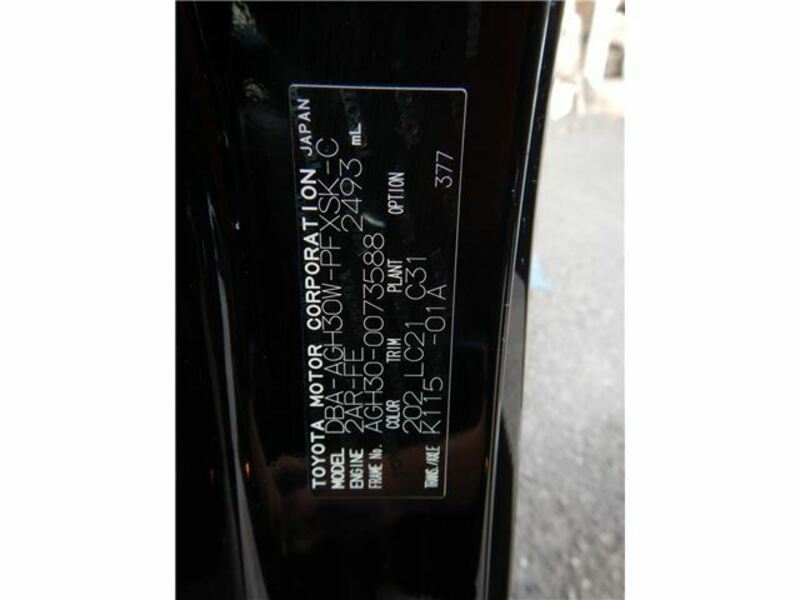 TOYOTA MOTOR CORPORATION JAPAN
MODEL DBA-AGH30W-PFXSK-C
ENGINE 2AR-FE 2493 mL
FRAME No. AGH30-0073588
COLOR TRIM PLANT OPTION
202 LC21 C31
TRANS./AXLE K115 -01A 377